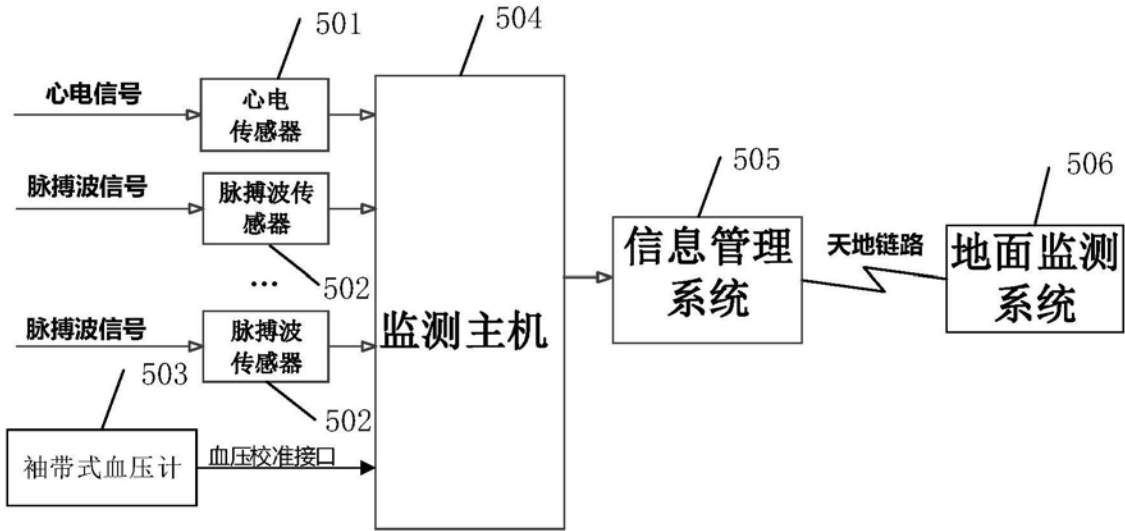 501
504
心电信号
心电
传感器
脉搏波信号
脉搏波传
感器
502
…
脉搏波信号
脉搏波
传感器
502
503
袖带式血压计
血压校准接口
监测主机
505
信息管理
系统
天地链路
506
地面监测
系统